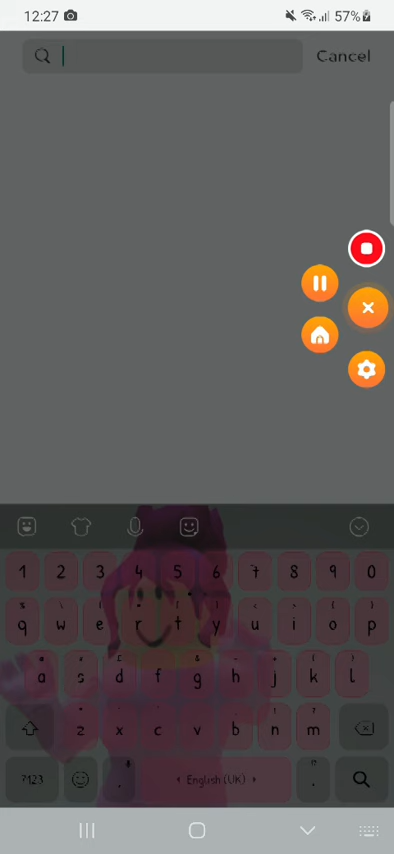 12:27 57%
Cancel
1 2 3 4 5 6 7 8 9 0
q w e r t y u i o p
a s d f g h j k l
z x c v b n m
?123 , English (UK) .